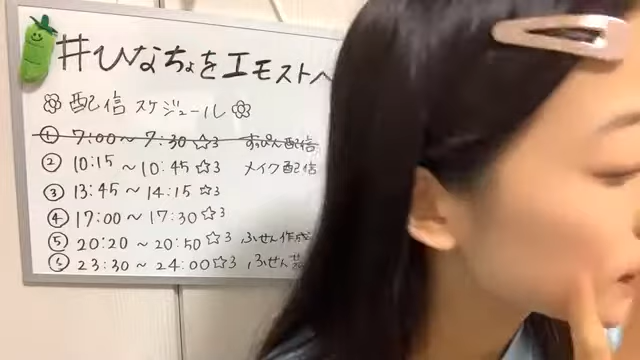 #ひなちょをエモストへ
配信スケジュール
① 7:00〜7:30☆3 すっぴん配信
② 10:15〜10:45☆3 メイク配信
③ 13:45〜14:15☆3
④ 17:00〜17:30☆3
⑤ 20:20〜20:50☆3 ふせん作成
⑥ 23:30〜24:00☆3 ふせん